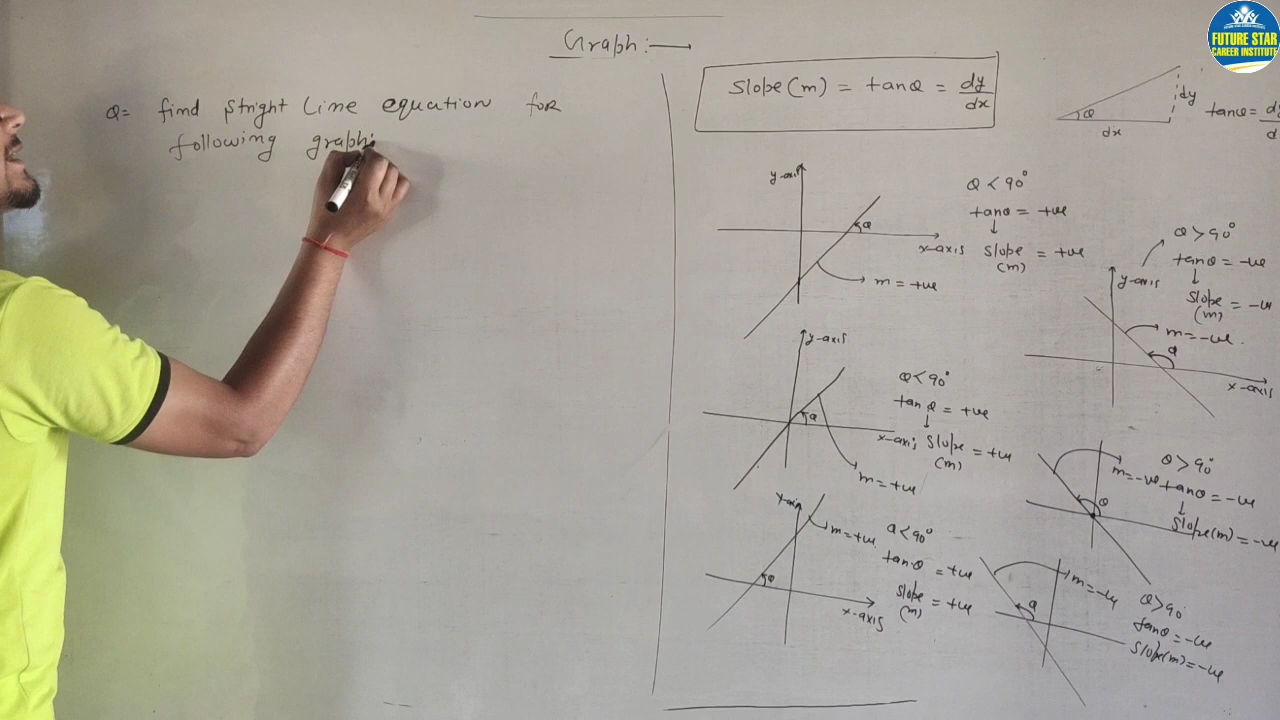 Graph:
Q= find stright line equation for
following graph:
Slope(m) = tanθ = dy/dx
θ
dy
dx
tanθ = d
y-axis
θ
x-axis
m = +ve
θ < 90°
tanθ = +ve
↓
slope = +ve
(m)
θ > 90°
tanθ = -ve
↓
slope = -ve
(m)
y-axis
m = -ve
θ
x-axis
y-axis
θ
x-axis
m = +ve
θ < 90°
tanθ = +ve
↓
slope = +ve
(m)
θ
m = -ve
θ > 90°
tanθ = -ve
↓
slope(m) = -ve
y-axis
m = +ve
θ
x-axis
θ < 90°
tanθ = +ve
slope = +ve
(m)
m = -ve
θ
θ > 90
tanθ = -ve
slope(m) = -ve
FUTURE STAR
CAREER INSTITUTE